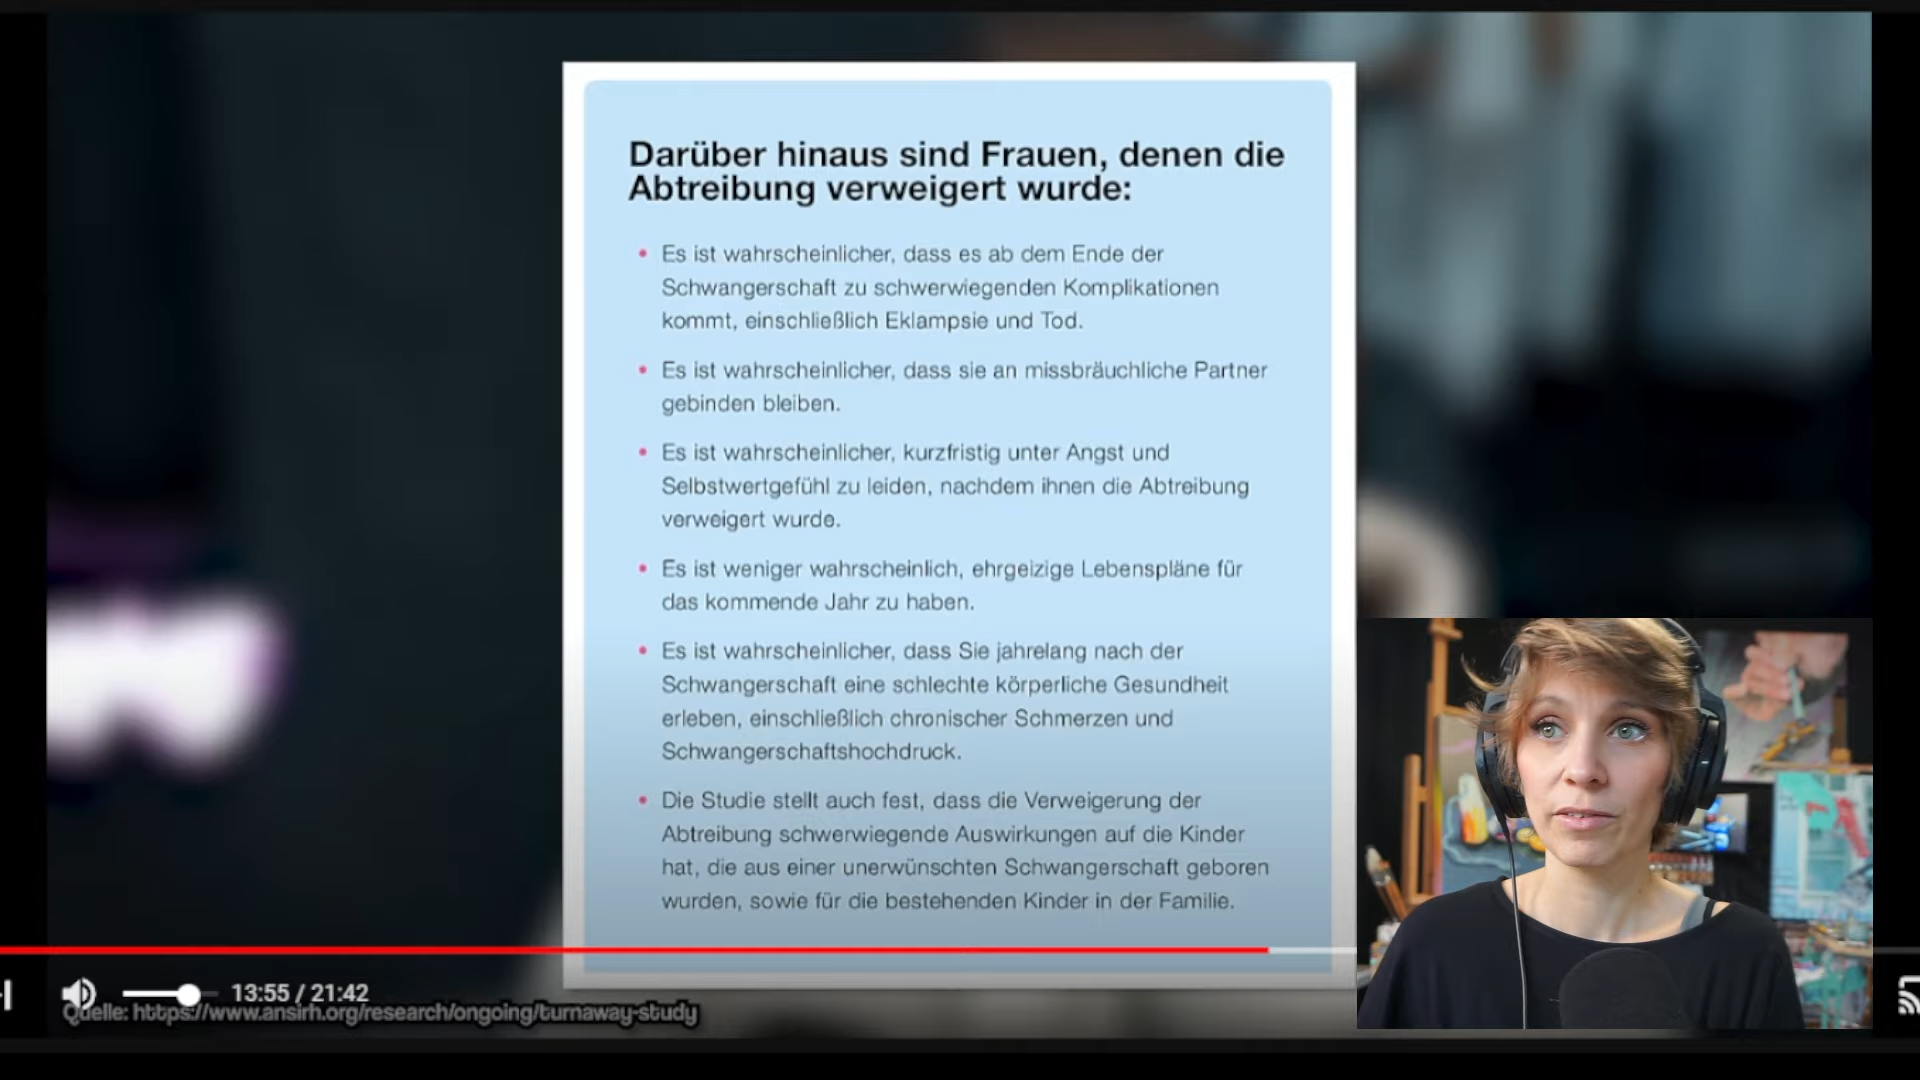 Darüber hinaus sind Frauen, denen die
Abtreibung verweigert wurde:
• Es ist wahrscheinlicher, dass es ab dem Ende der
Schwangerschaft zu schwerwiegenden Komplikationen
kommt, einschließlich Eklampsie und Tod.
• Es ist wahrscheinlicher, dass sie an missbräuchliche Partner
gebinden bleiben.
• Es ist wahrscheinlicher, kurzfristig unter Angst und
Selbstwertgefühl zu leiden, nachdem ihnen die Abtreibung
verweigert wurde.
• Es ist weniger wahrscheinlich, ehrgeizige Lebenspläne für
das kommende Jahr zu haben.
• Es ist wahrscheinlicher, dass Sie jahrelang nach der
Schwangerschaft eine schlechte körperliche Gesundheit
erleben, einschließlich chronischer Schmerzen und
Schwangerschaftshochdruck.
• Die Studie stellt auch fest, dass die Verweigerung der
Abtreibung schwerwiegende Auswirkungen auf die Kinder
hat, die aus einer unerwünschten Schwangerschaft geboren
wurden, sowie für die bestehenden Kinder in der Familie.
13:55 / 21:42
Quelle: https://www.ansirh.org/research/ongoing/turnaway-study